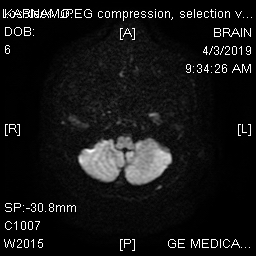 JPEG compression, selection v...
[A]
BRAIN
DOB:
6
4/3/2019
9:34:26 AM
[R]
[L]
SP:-30.8mm
C1007
W2015
[P]
GE MEDICA...